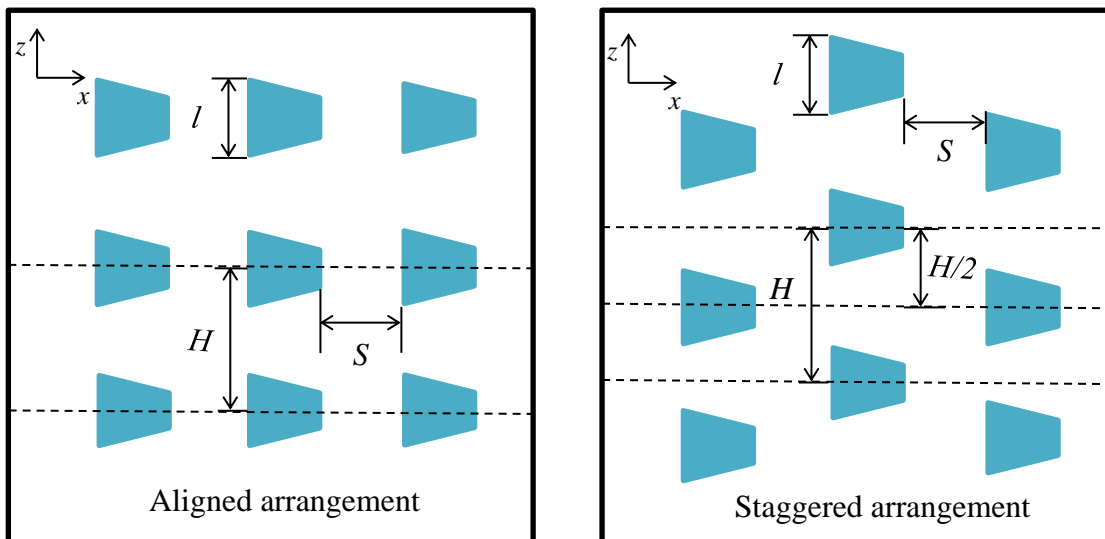 z
x
l
H
S
Aligned arrangement
z
x
l
S
H
H/2
Staggered arrangement